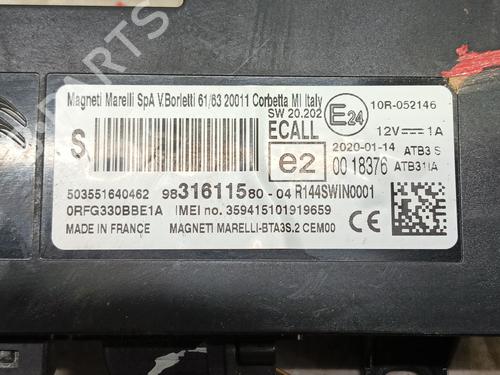 Magneti Marelli SpA V.Borletti 61/63 20011 Corbetta MI Italy
SW 20.202
E24
10R-052146
S
ECALL
12V⎓1A
2020-01-14 ATB3 S
e2
00 18376 ATB31IA
503551640462 9831611580-04 R144SWIN0001
0RFG330BBE1A IMEI no. 359415101919659
MADE IN FRANCE MAGNETI MARELLI-BTA3S.2 CEM00
CE